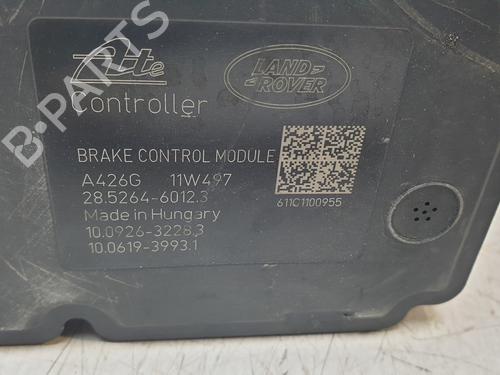 Ate
LAND
ROVER
Controller
BRAKE CONTROL MODULE
A426G 11W497
28.5264-6012.3
Made in Hungary
10.0926-3228.3
10.0619-3993.1
611C1100955
B-PARTS